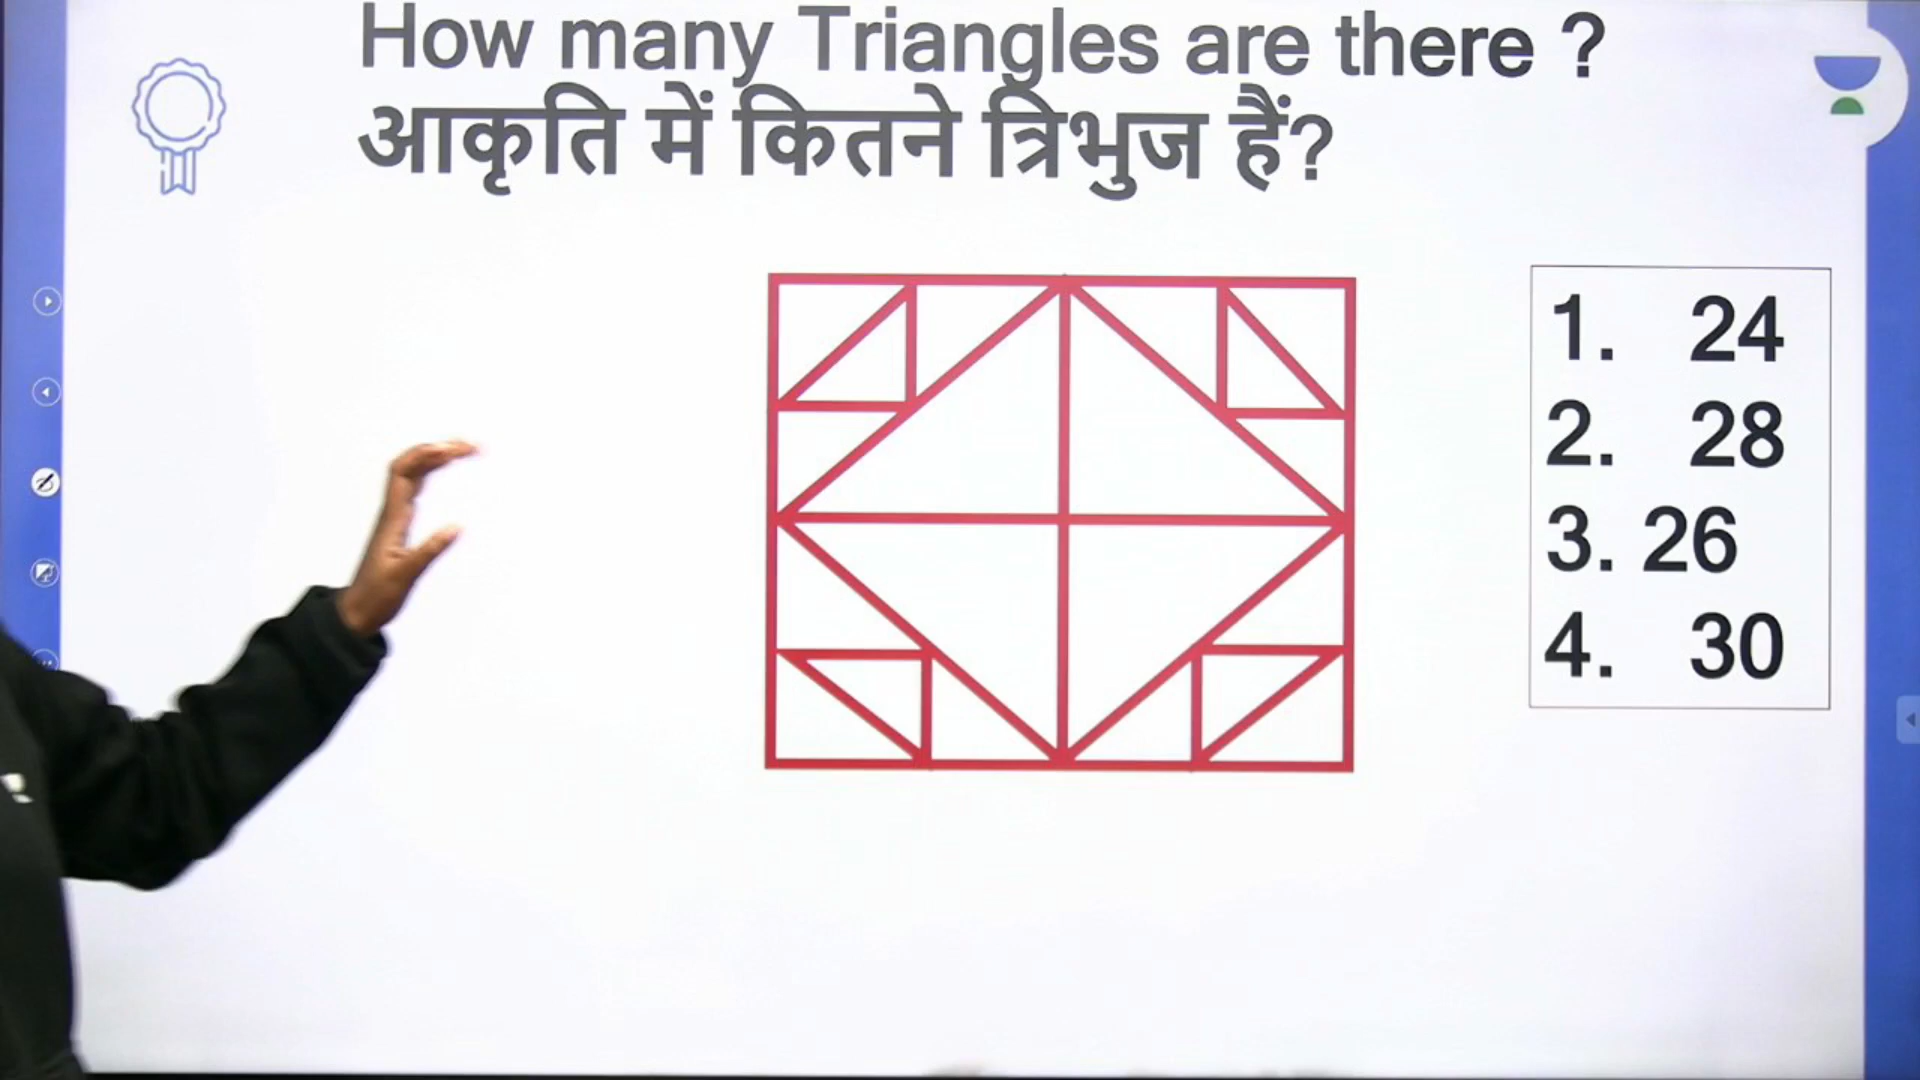 How many Triangles are there ?
आकृति में कितने त्रिभुज हैं?
1. 24
2. 28
3. 26
4. 30